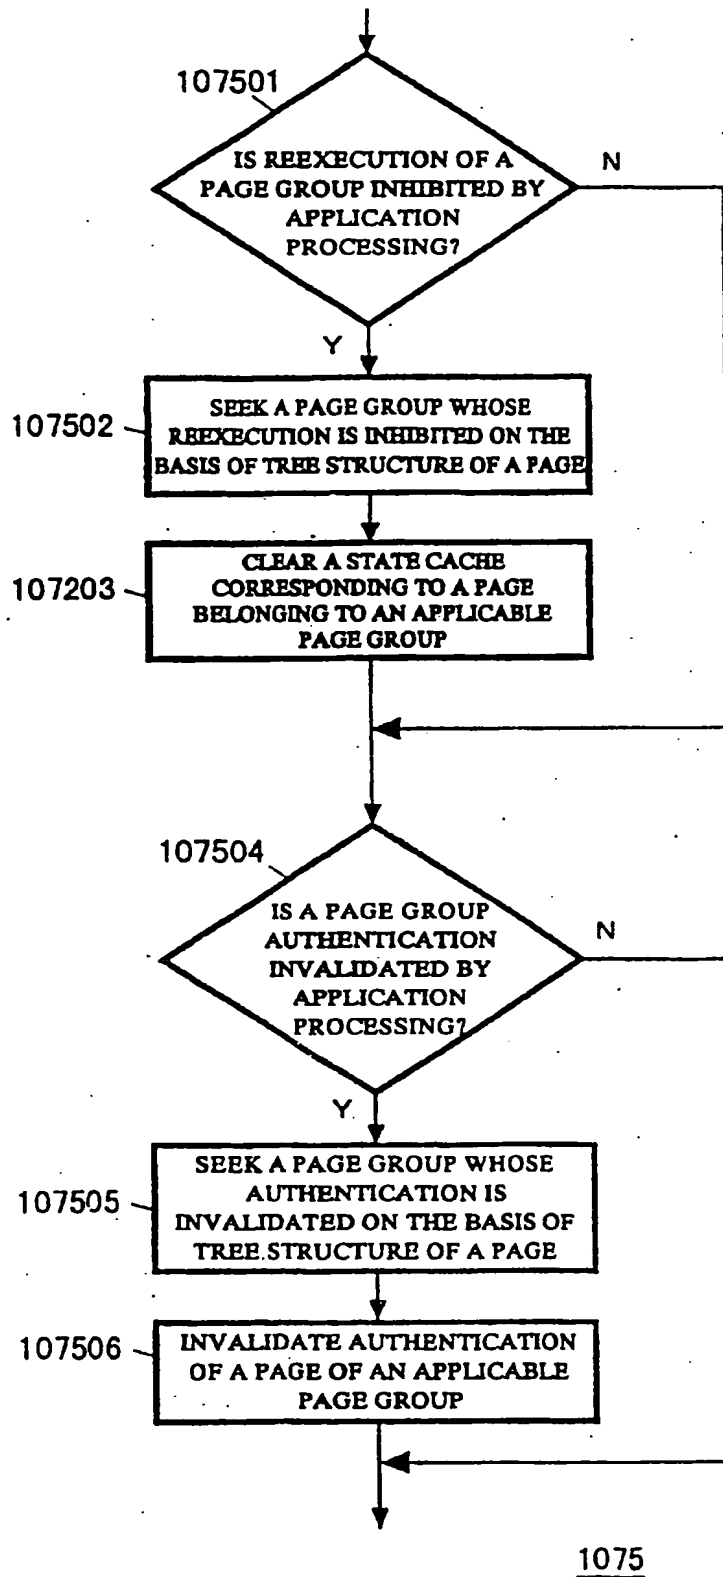 107501
IS REEXECUTION OF A
PAGE GROUP INHIBITED BY
APPLICATION
PROCESSING?
N
Y
107502
SEEK A PAGE GROUP WHOSE
REEXECUTION IS INHIBITED ON THE
BASIS OF TREE STRUCTURE OF A PAGE
107203
CLEAR A STATE CACHE
CORRESPONDING TO A PAGE
BELONGING TO AN APPLICABLE
PAGE GROUP
107504
IS A PAGE GROUP
AUTHENTICATION
INVALIDATED BY
APPLICATION
PROCESSING?
N
Y
107505
SEEK A PAGE GROUP WHOSE
AUTHENTICATION IS
INVALIDATED ON THE BASIS OF
TREE STRUCTURE OF A PAGE
107506
INVALIDATE AUTHENTICATION
OF A PAGE OF AN APPLICABLE
PAGE GROUP
1075